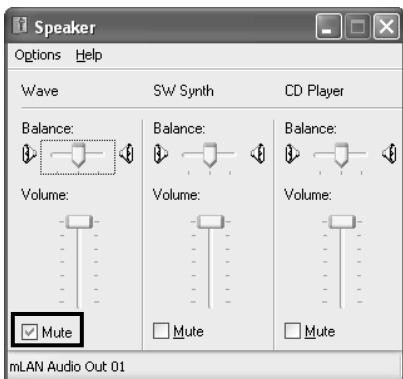 Speaker
Options Help
Wave SW Synth CD Player
Balance: Balance: Balance:
Volume: Volume: Volume:
Mute Mute Mute
mLAN Audio Out 01